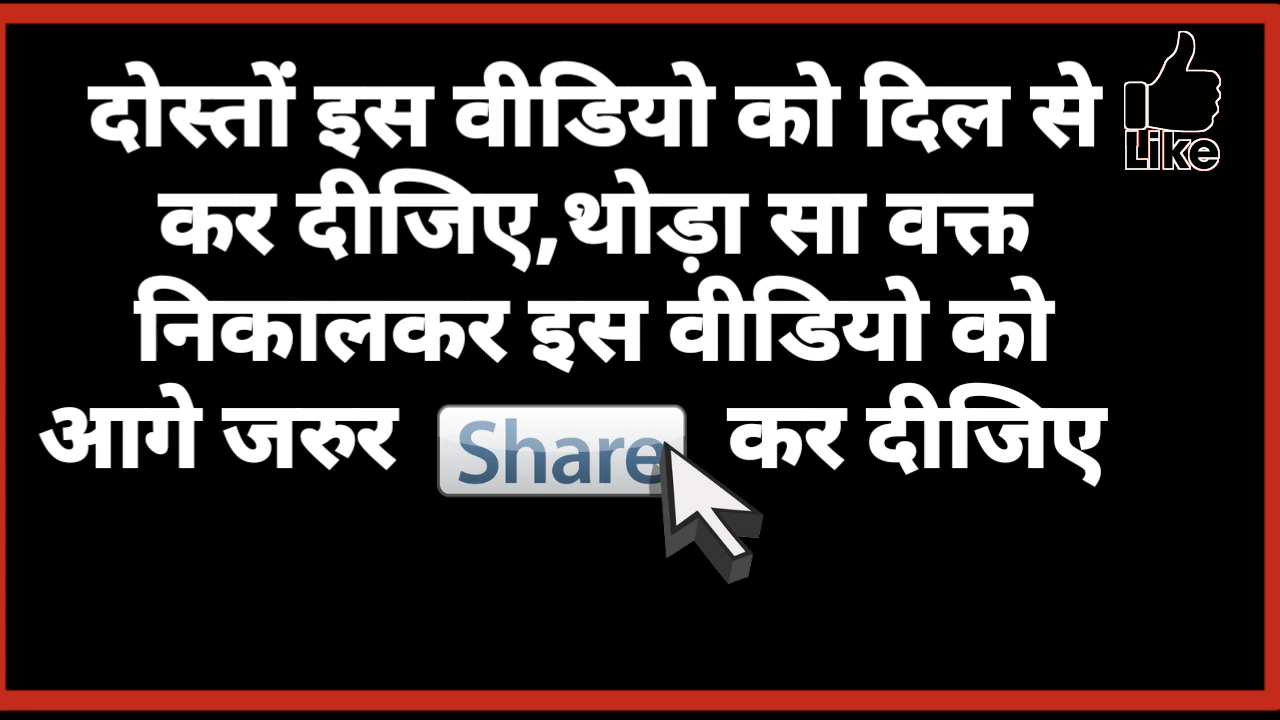 दोस्तों इस वीडियो को दिल से Like
कर दीजिए,थोड़ा सा वक्त
निकालकर इस वीडियो को
आगे जरुर Share कर दीजिए